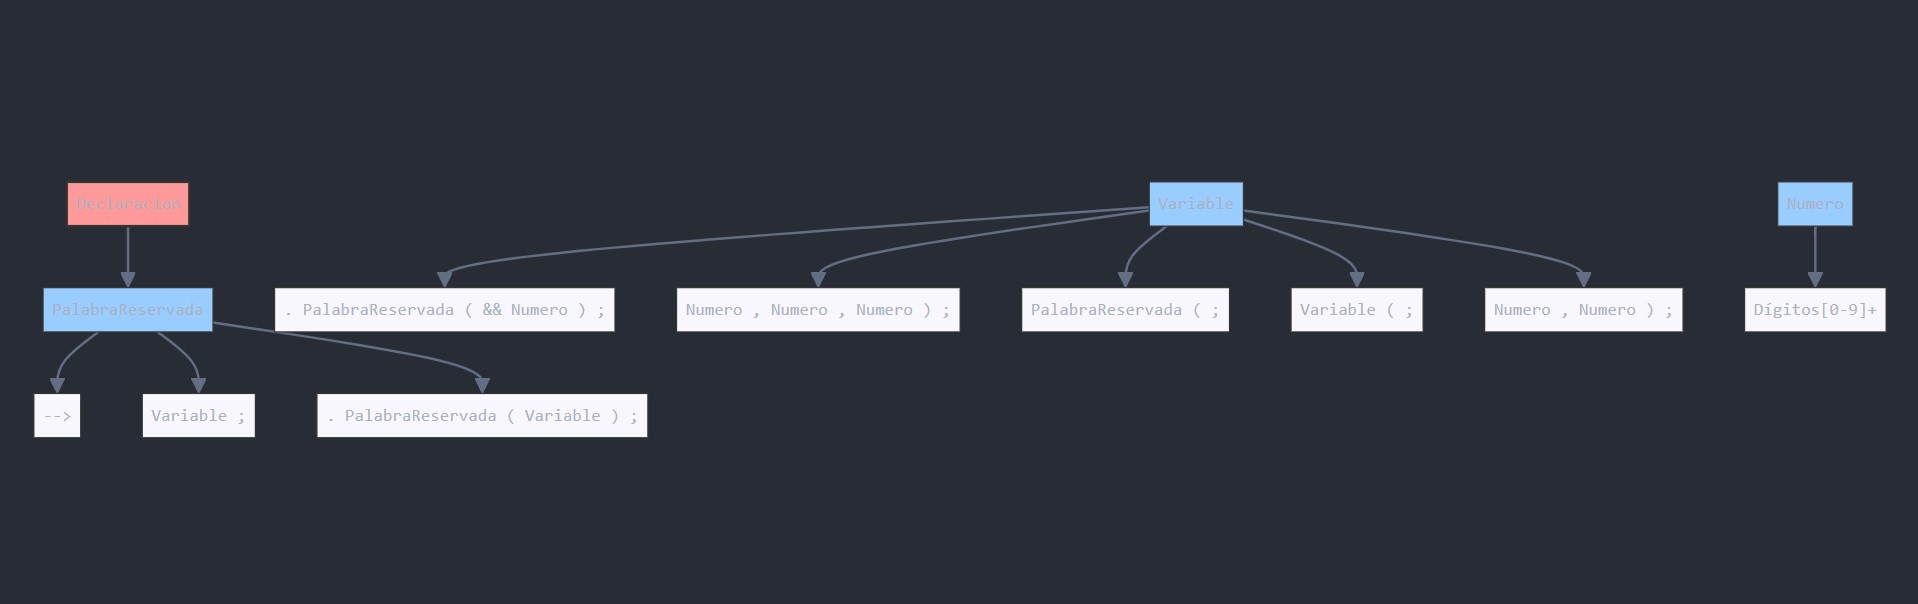 Declaracion
Variable
Numero
PalabraReservada
. PalabraReservada ( && Numero ) ;
Numero , Numero , Numero ) ;
PalabraReservada ( ;
Variable ( ;
Numero , Numero ) ;
Dígitos[0-9]+
-->
Variable ;
. PalabraReservada ( Variable ) ;